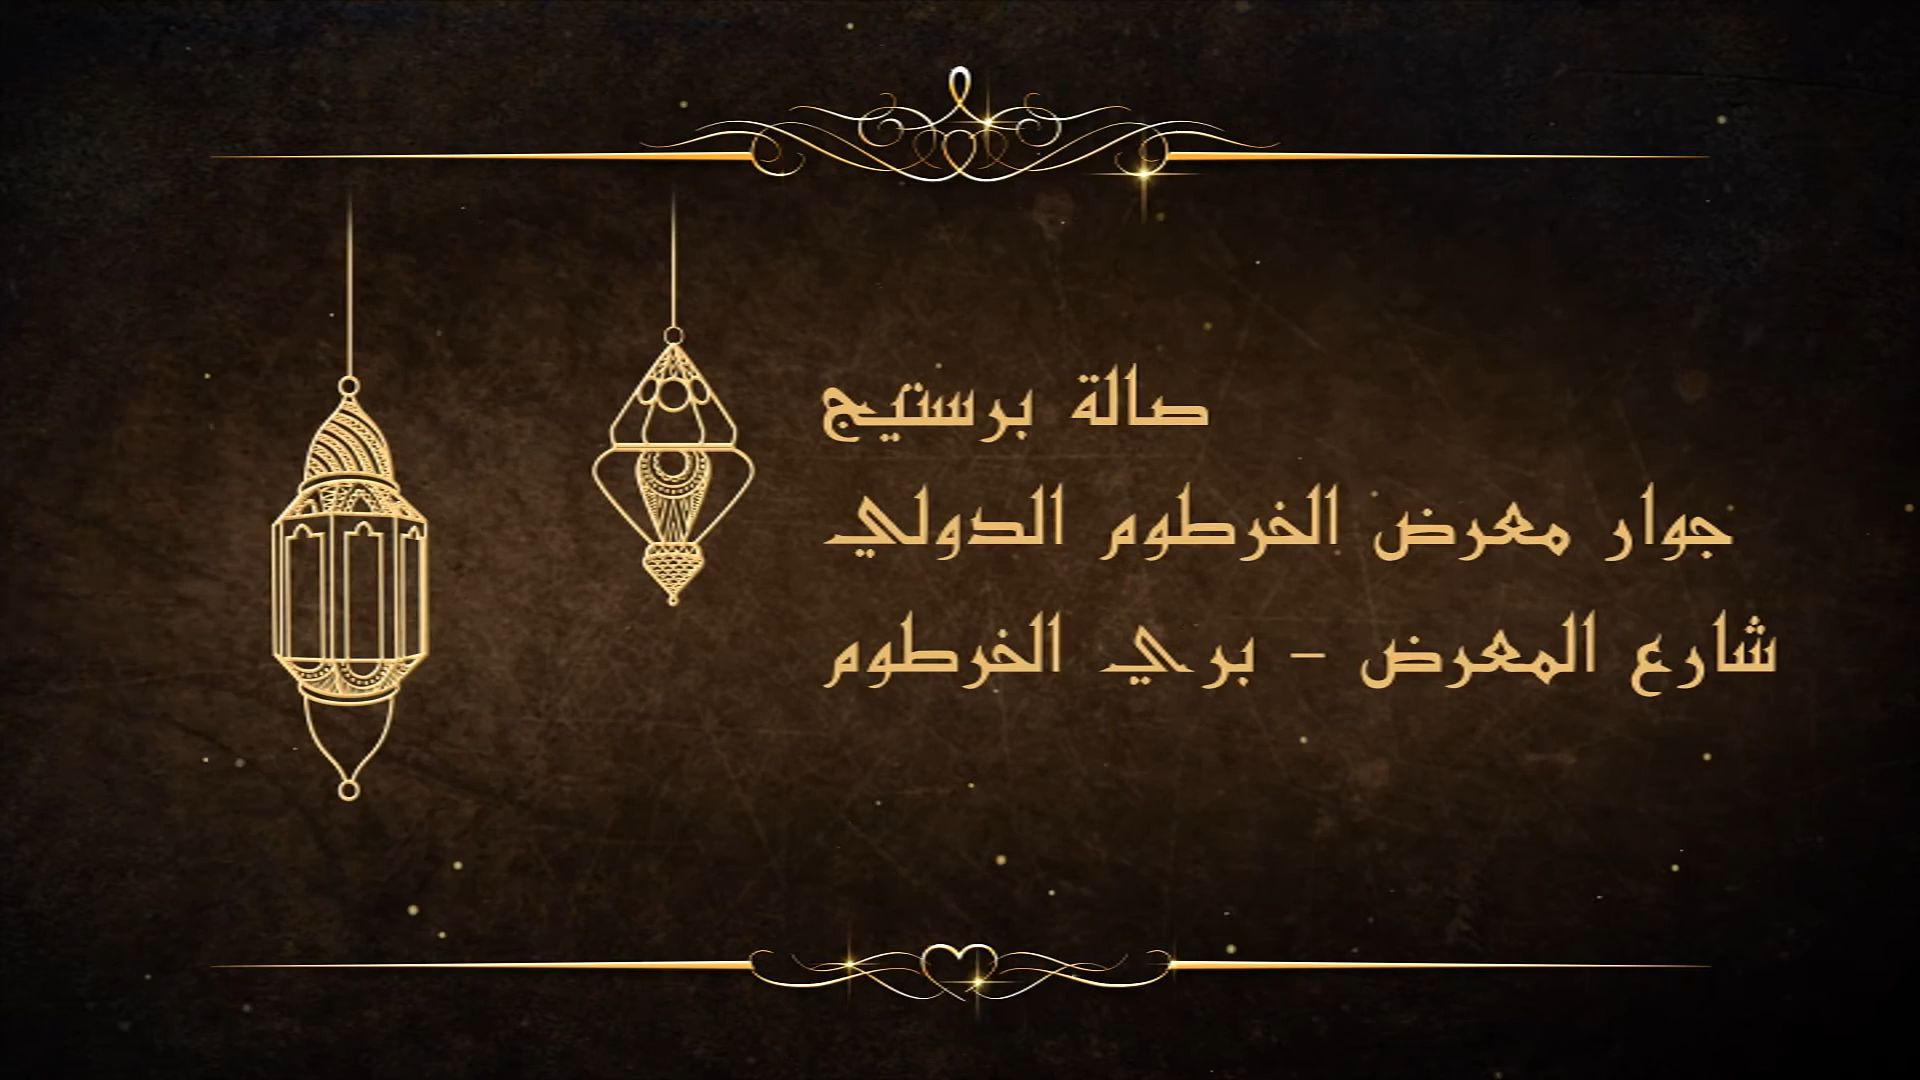 صالة برستيج
جوار معرض الخرطوم الدولي
شارع المعرض - بري الخرطوم